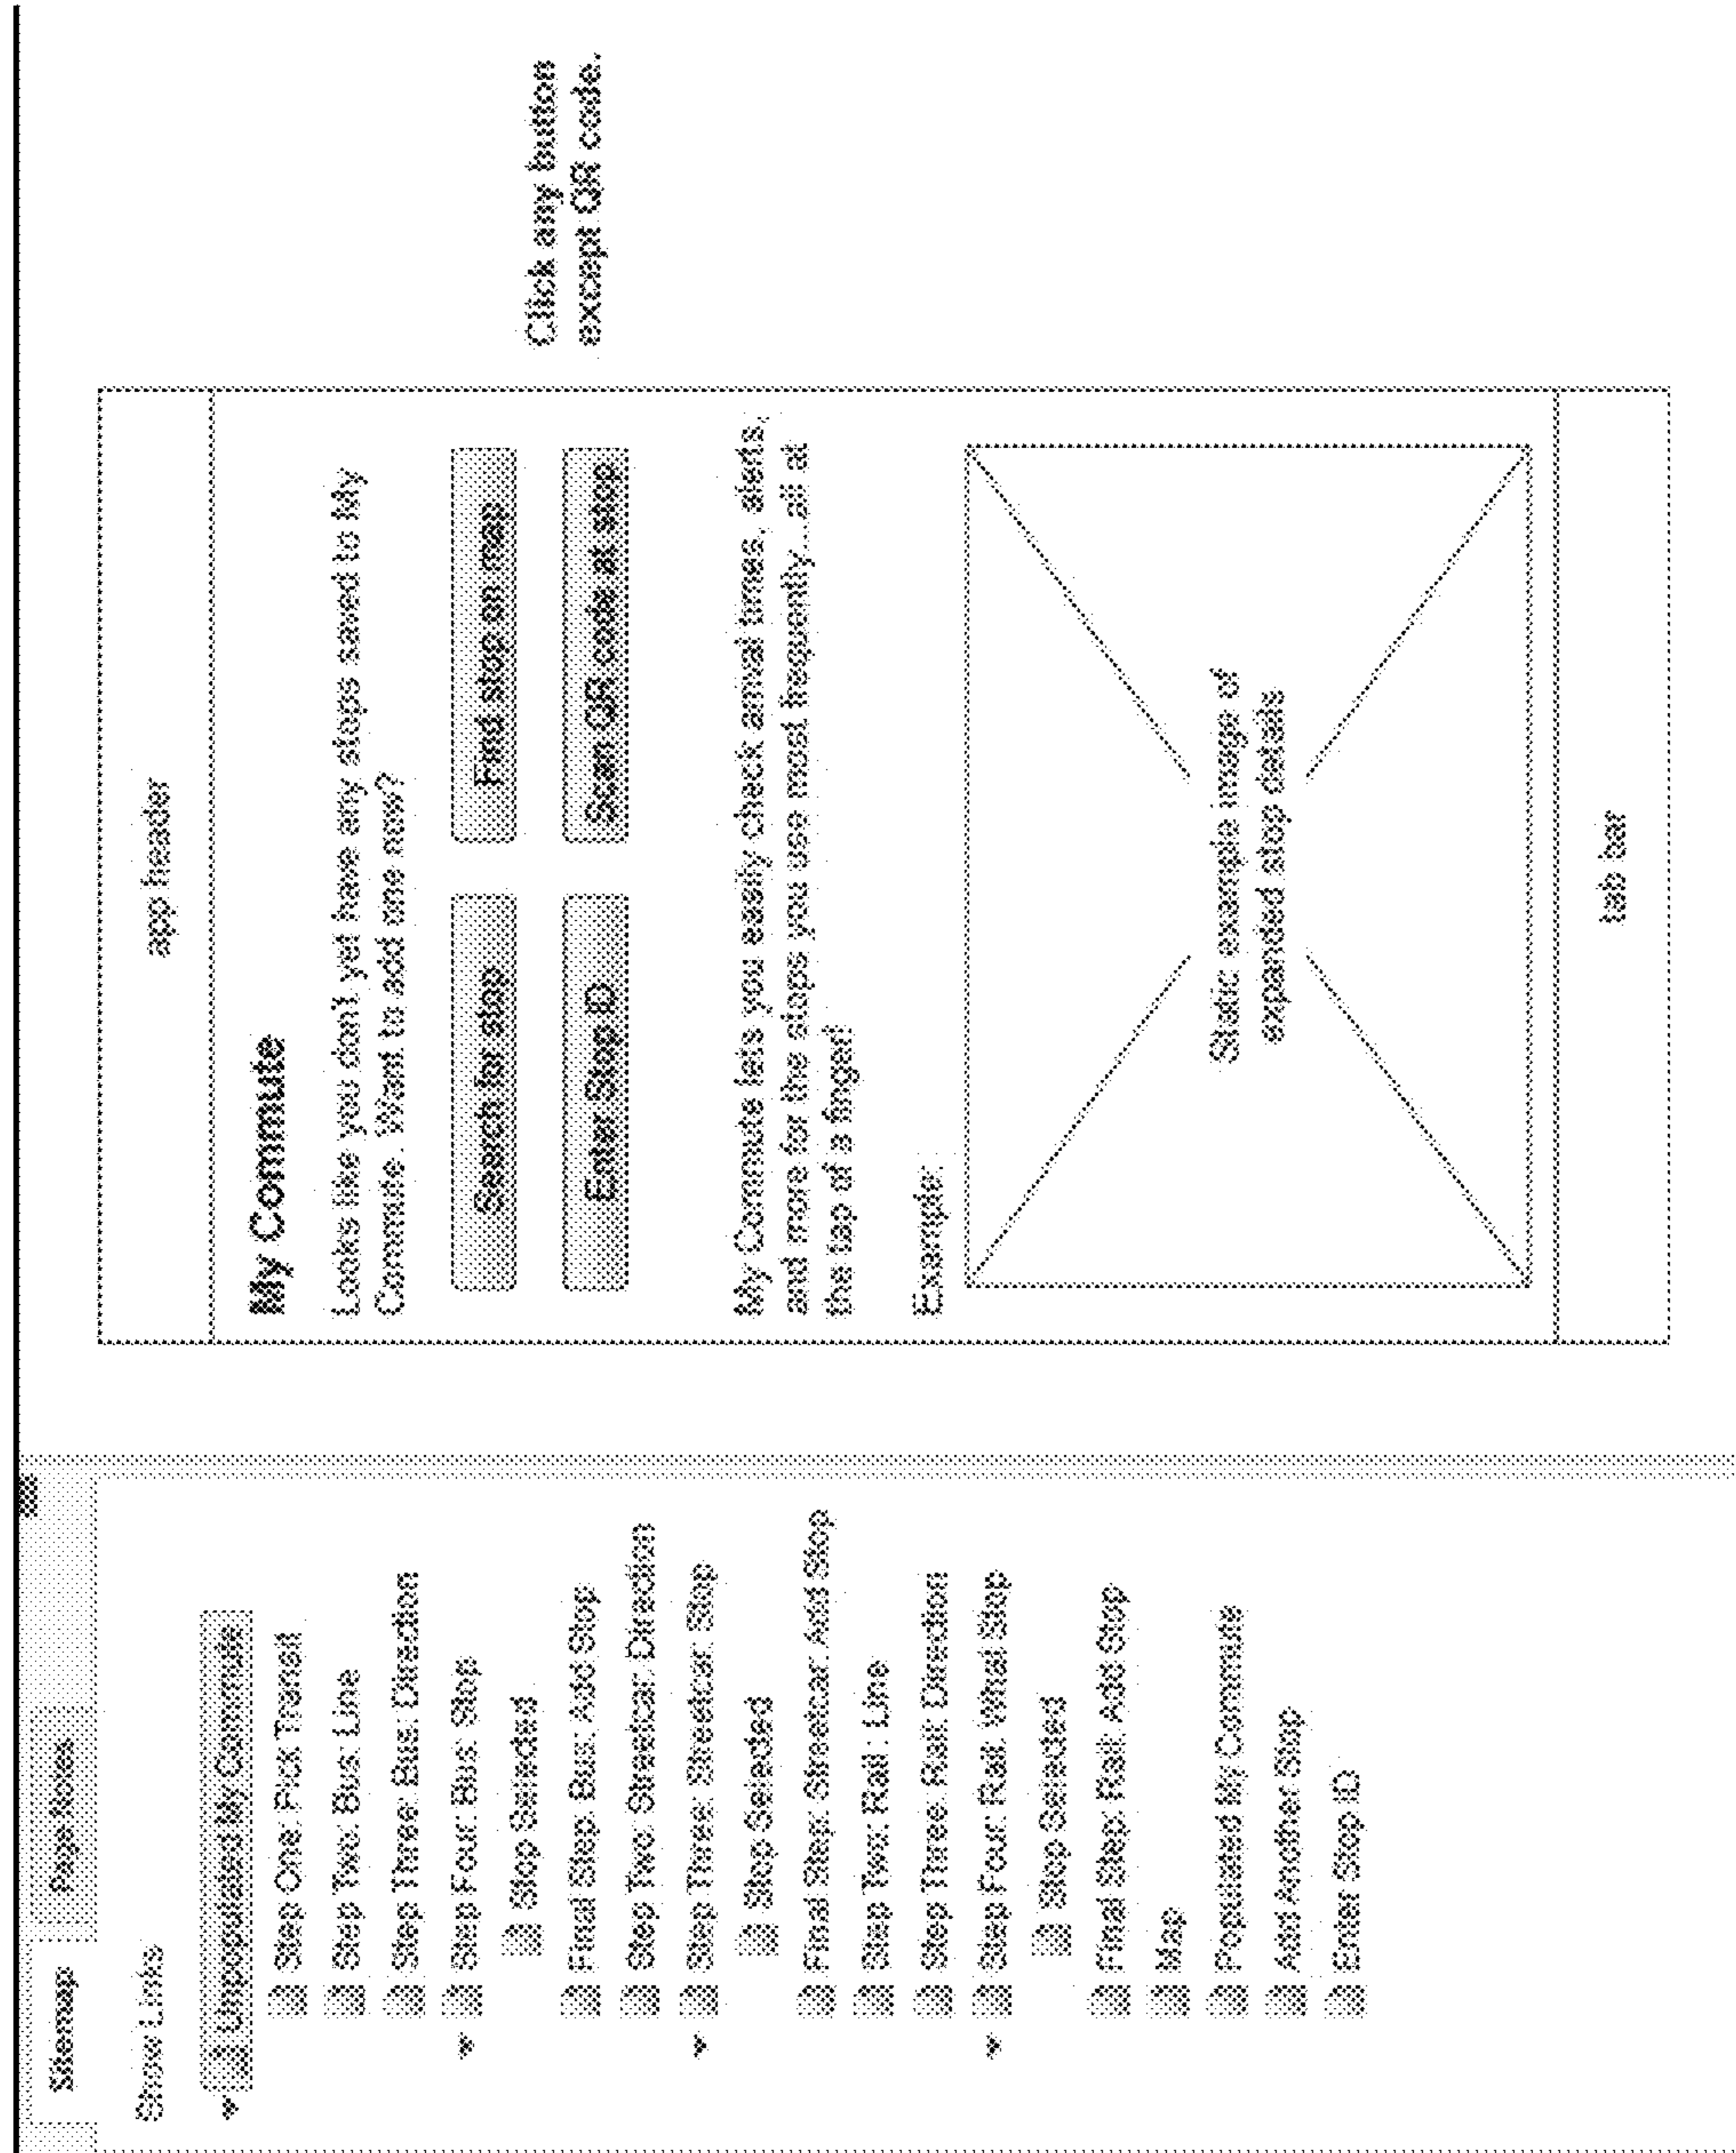 Sitemap
Page Notes
Show Links
Unpopulated My Commute
Step One: Pick Transit
Step Two: Bus: Line
Step Three: Bus: Direction
Step Four: Bus: Stop
Stop Selected
Final Step: Bus: Add Stop
Step Two: Streetcar: Direction
Step Three: Streetcar: Stop
Stop Selected
Final Step: Streetcar: Add Stop
Step Two: Rail : Line
Step Three: Rail: Direction
Step Four: Rail: What Stop
Stop Selected
Final Step: Rail: Add Stop
Map
Populated My Commute
Add Another Stop
Enter Stop ID
app header
My Commute
Looks like you don't yet have any stops saved to My
Commute. Want to add one now?
Search for stop
Find stop on map
Enter Stop ID
Scan QR code at stop
My Commute lets you easily check arrival times, alerts,
and more for the stops you use most frequently...all at
the tap of a finger!
Example:
Static example image of
expanded stop details
tab bar
Click any button
except QR code.